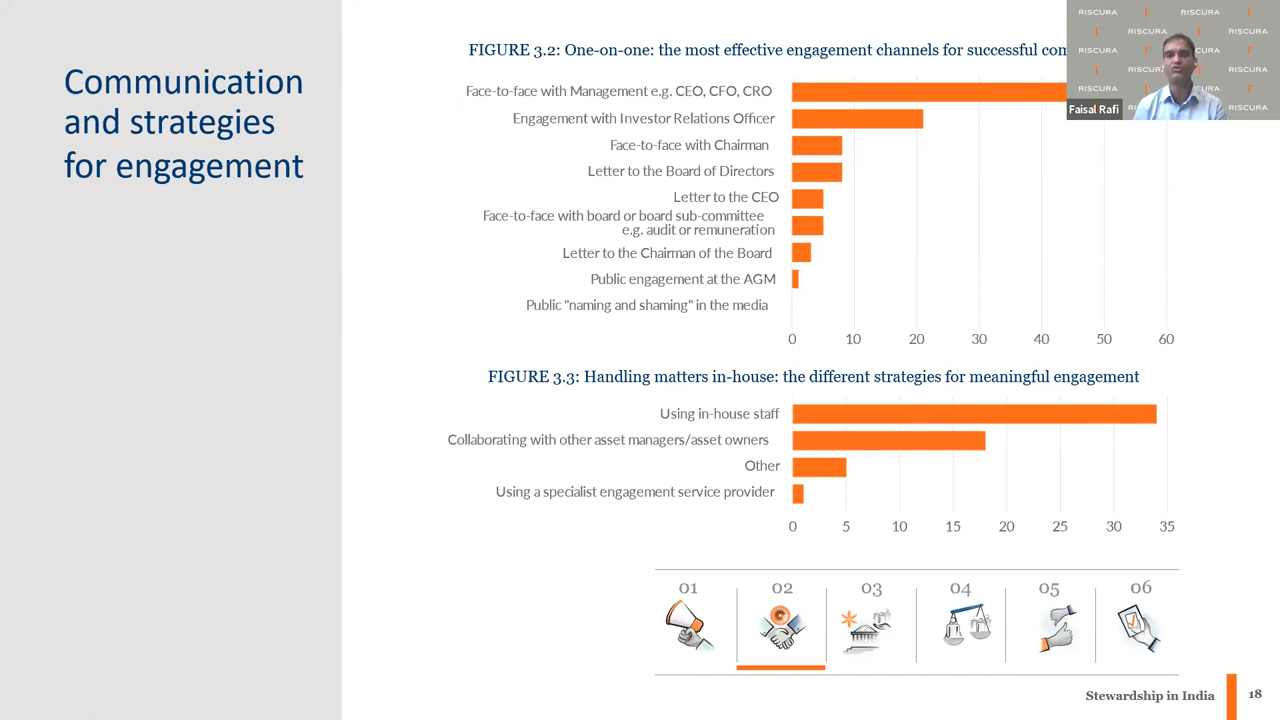 Communication
and strategies
for engagement
FIGURE 3.2: One-on-one: the most effective engagement channels for successful
Face-to-face with Management e.g. CEO, CFO, CRO
Engagement with Investor Relations Officer
Face-to-face with Chairman
Letter to the Board of Directors
Letter to the CEO
Face-to-face with board or board sub-committee
e.g. audit or remuneration
Letter to the Chairman of the Board
Public engagement at the AGM
Public "naming and shaming" in the media
0 10 20 30 40 50 60
RISCURA RISCURA
RISCURA RISCURA
RISCURA
RISCURA RISCURA
RISCURA
Faisal Rafi
FIGURE 3.3: Handling matters in-house: the different strategies for meaningful engagement
Using in-house staff
Collaborating with other asset managers/asset owners
Other
Using a specialist engagement service provider
0 5 10 15 20 25 30 35
01 02 03 04 05 06
Stewardship in India 18